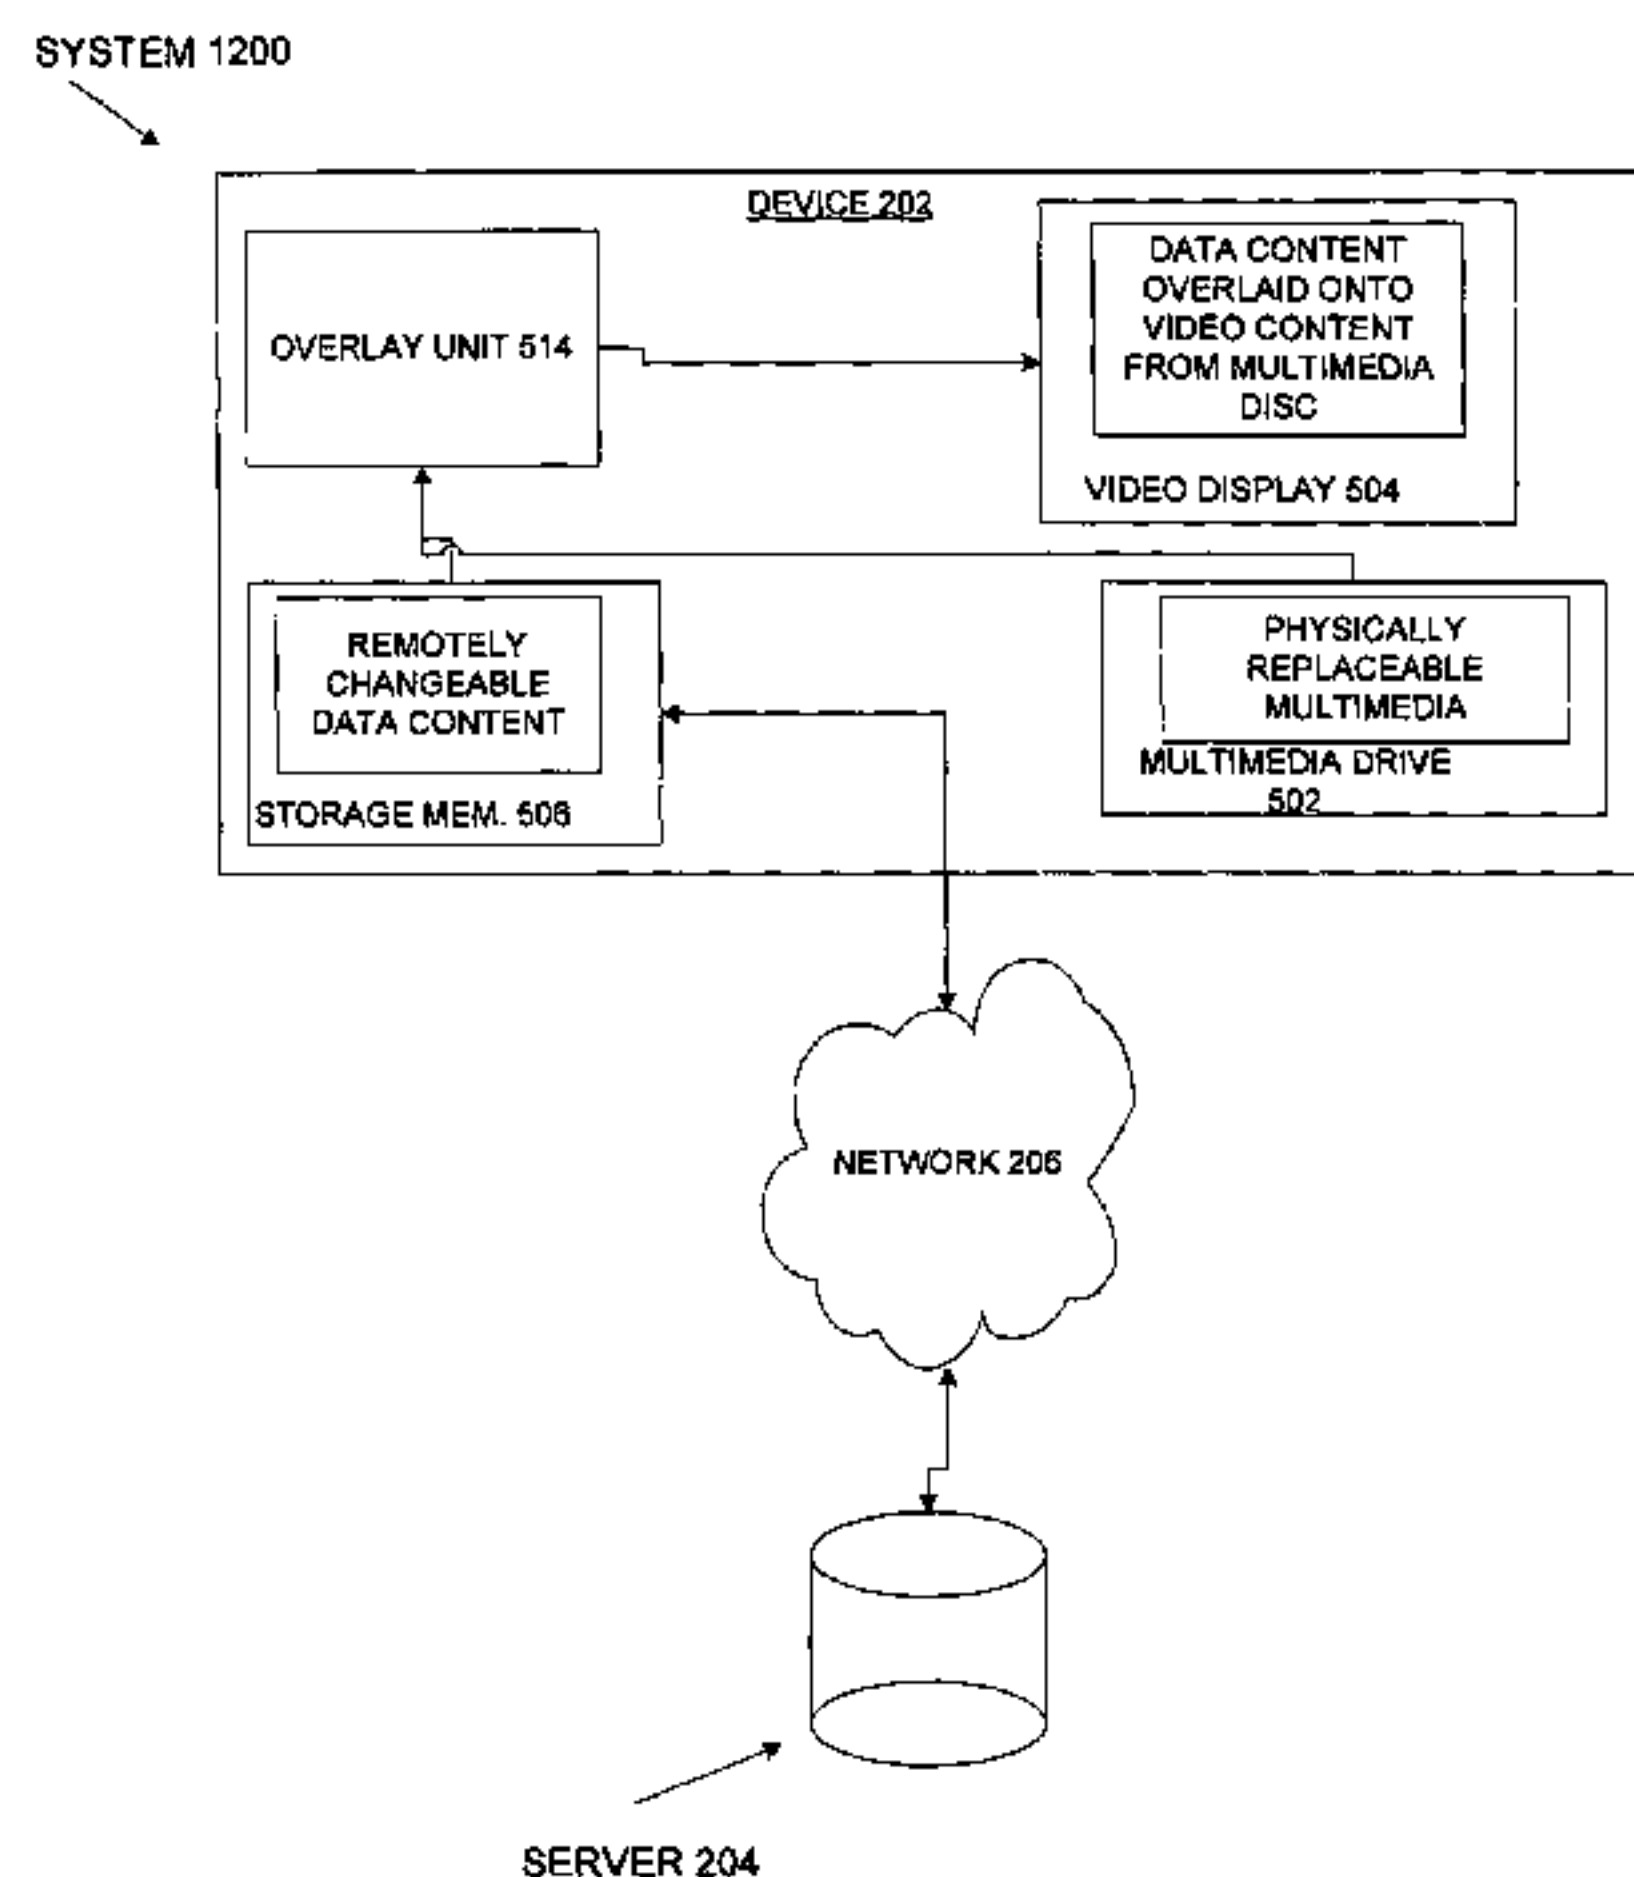 SYSTEM 1200
DEVICE 202
OVERLAY UNIT 514
DATA CONTENT
OVERLAID ONTO
VIDEO CONTENT
FROM MULTIMEDIA
DISC
VIDEO DISPLAY 504
REMOTELY
CHANGEABLE
DATA CONTENT
STORAGE MEM. 506
PHYSICALLY
REPLACEABLE
MULTIMEDIA
MULTIMEDIA DRIVE
502
NETWORK 206
SERVER 204